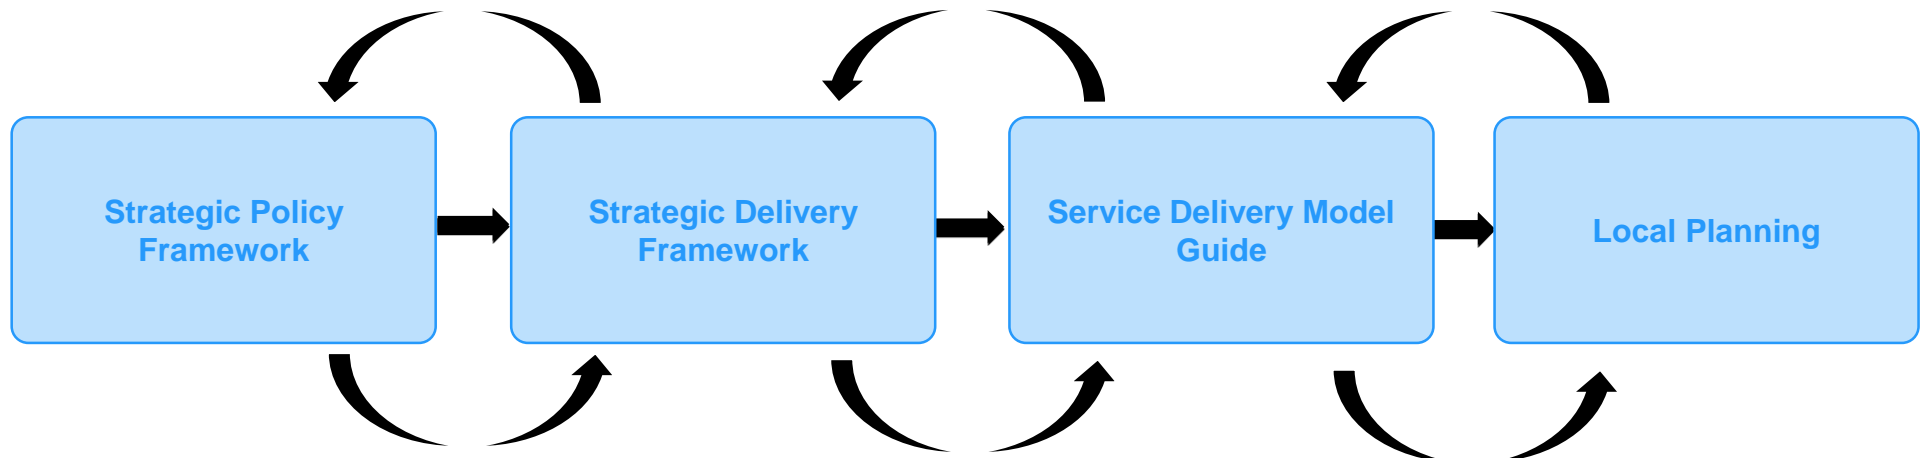 Strategic Policy
Framework
Strategic Delivery
Framework
Service Delivery Model
Guide
Local Planning